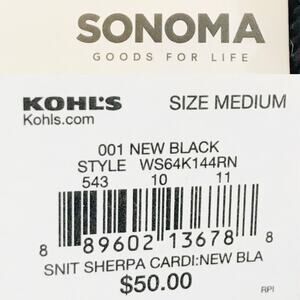 SONOMA
GOODS FOR LIFE
KOHL'S SIZE MEDIUM
Kohls.com
001 NEW BLACK
STYLE WS64K144RN
543 10 11
8 89602 13678 8
SNIT SHERPA CARDI:NEW BLA
$50.00 RPI